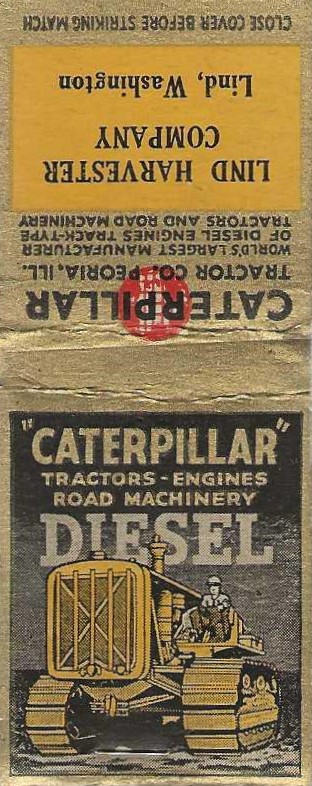 CLOSE COVER BEFORE STRIKING MATCH
LIND HARVESTER
COMPANY
Lind, Washington
CATERPILLAR
TRACTOR CO. PEORIA, ILL.
WORLD'S LARGEST MANUFACTURER
OF DIESEL ENGINES TRACK-TYPE
TRACTORS AND ROAD MACHINERY
"CATERPILLAR"
TRACTORS - ENGINES
ROAD MACHINERY
DIESEL